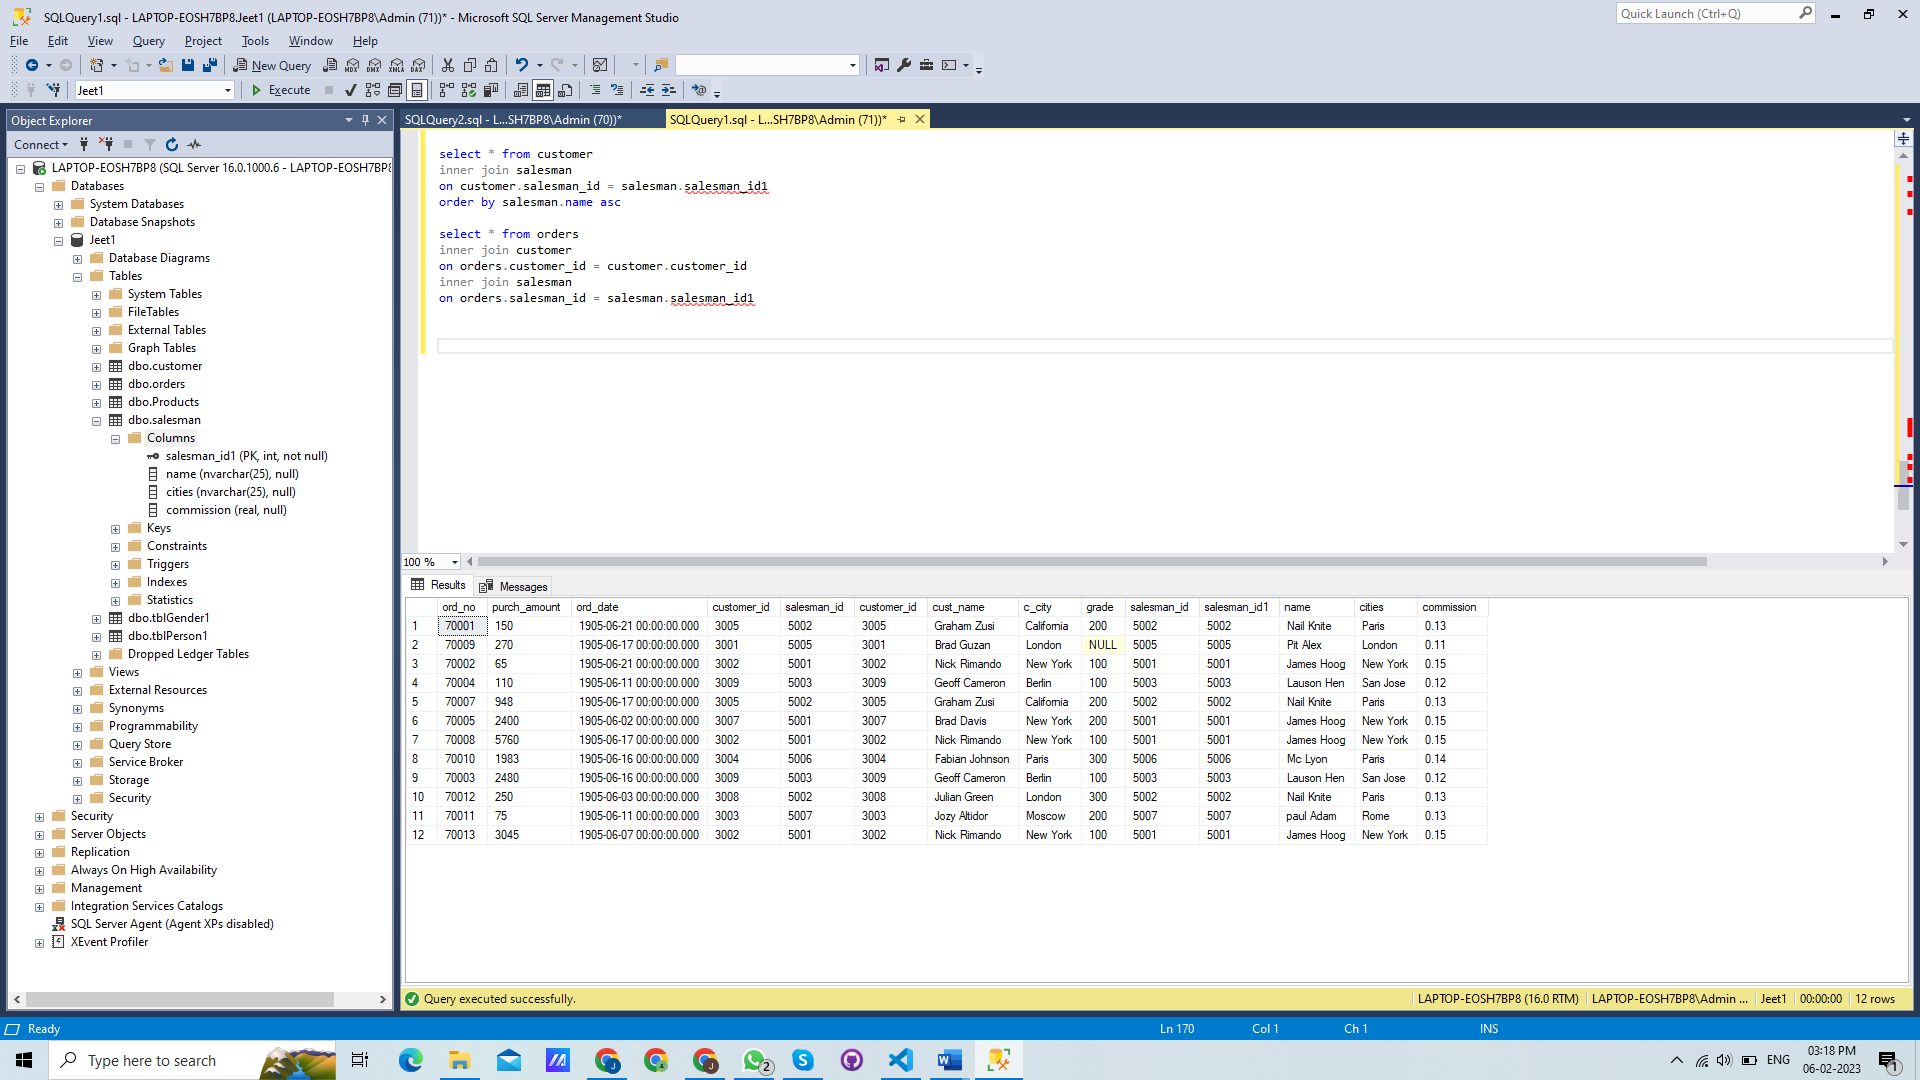 SQLQuery1.sql - LAPTOP-EOSH7BP8.Jeet1 (LAPTOP-EOSH7BP8\Admin (71))* - Microsoft SQL Server Management Studio
Quick Launch (Ctrl+Q)
File Edit View Query Project Tools Window Help
New Query MDX DMX XMLA DAX
Jeet1 Execute
Object Explorer
SQLQuery2.sql - L...SH7BP8\Admin (70))*
SQLQuery1.sql - L...SH7BP8\Admin (71))*
Connect
LAPTOP-EOSH7BP8 (SQL Server 16.0.1000.6 - LAPTOP-EOSH7BP8
Databases
System Databases
Database Snapshots
Jeet1
Database Diagrams
Tables
System Tables
FileTables
External Tables
Graph Tables
dbo.customer
dbo.orders
dbo.Products
dbo.salesman
Columns
salesman_id1 (PK, int, not null)
name (nvarchar(25), null)
cities (nvarchar(25), null)
commission (real, null)
Keys
Constraints
Triggers
Indexes
Statistics
dbo.tblGender1
dbo.tblPerson1
Dropped Ledger Tables
Views
External Resources
Synonyms
Programmability
Query Store
Service Broker
Storage
Security
Security
Server Objects
Replication
Always On High Availability
Management
Integration Services Catalogs
SQL Server Agent (Agent XPs disabled)
XEvent Profiler
select * from customer
inner join salesman
on customer.salesman_id = salesman.salesman_id1
order by salesman.name asc
select * from orders
inner join customer
on orders.customer_id = customer.customer_id
inner join salesman
on orders.salesman_id = salesman.salesman_id1
100 %
Results Messages
ord_no purch_amount ord_date customer_id salesman_id customer_id cust_name c_city grade salesman_id salesman_id1 name cities commission
1 70001 150 1905-06-21 00:00:00.000 3005 5002 3005 Graham Zusi California 200 5002 5002 Nail Knite Paris 0.13
2 70009 270 1905-06-17 00:00:00.000 3001 5005 3001 Brad Guzan London NULL 5005 5005 Pit Alex London 0.11
3 70002 65 1905-06-21 00:00:00.000 3002 5001 3002 Nick Rimando New York 100 5001 5001 James Hoog New York 0.15
4 70004 110 1905-06-11 00:00:00.000 3009 5003 3009 Geoff Cameron Berlin 100 5003 5003 Lauson Hen San Jose 0.12
5 70007 948 1905-06-17 00:00:00.000 3005 5002 3005 Graham Zusi California 200 5002 5002 Nail Knite Paris 0.13
6 70005 2400 1905-06-02 00:00:00.000 3007 5001 3007 Brad Davis New York 200 5001 5001 James Hoog New York 0.15
7 70008 5760 1905-06-17 00:00:00.000 3002 5001 3002 Nick Rimando New York 100 5001 5001 James Hoog New York 0.15
8 70010 1983 1905-06-16 00:00:00.000 3004 5006 3004 Fabian Johnson Paris 300 5006 5006 Mc Lyon Paris 0.14
9 70003 2480 1905-06-16 00:00:00.000 3009 5003 3009 Geoff Cameron Berlin 100 5003 5003 Lauson Hen San Jose 0.12
10 70012 250 1905-06-03 00:00:00.000 3008 5002 3008 Julian Green London 300 5002 5002 Nail Knite Paris 0.13
11 70011 75 1905-06-11 00:00:00.000 3003 5007 3003 Jozy Altidor Moscow 200 5007 5007 paul Adam Rome 0.13
12 70013 3045 1905-06-07 00:00:00.000 3002 5001 3002 Nick Rimando New York 100 5001 5001 James Hoog New York 0.15
Query executed successfully. LAPTOP-EOSH7BP8 (16.0 RTM) LAPTOP-EOSH7BP8\Admin ... Jeet1 00:00:00 12 rows
Ready Ln 170 Col 1 Ch 1 INS
Type here to search
2
ENG
03:18 PM
06-02-2023
1